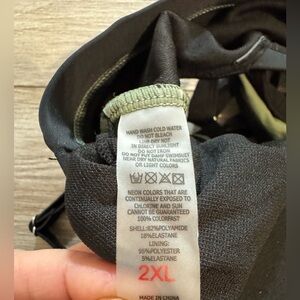 HAND WASH COLD WATER
DO NOT BLEACH
LINE DRY NOT
IN DIRECT SUNLIGHT
DO NOT IRON
DO NOT PUT DAMP SWIMSUIT
NEAR DRY NATURAL FABRICS
OR LIGHT COLORS
NEON COLORS THAT ARE
CONTINUALLY EXPOSED TO
CHLORINE AND SUN
CANNOT BE GUARANTEED
100% COLORFAST
SHELL:82%POLYAMIDE
18%ELASTANE
LINING:
95%POLYESTER
5%ELASTANE
2XL
MADE IN CHINA